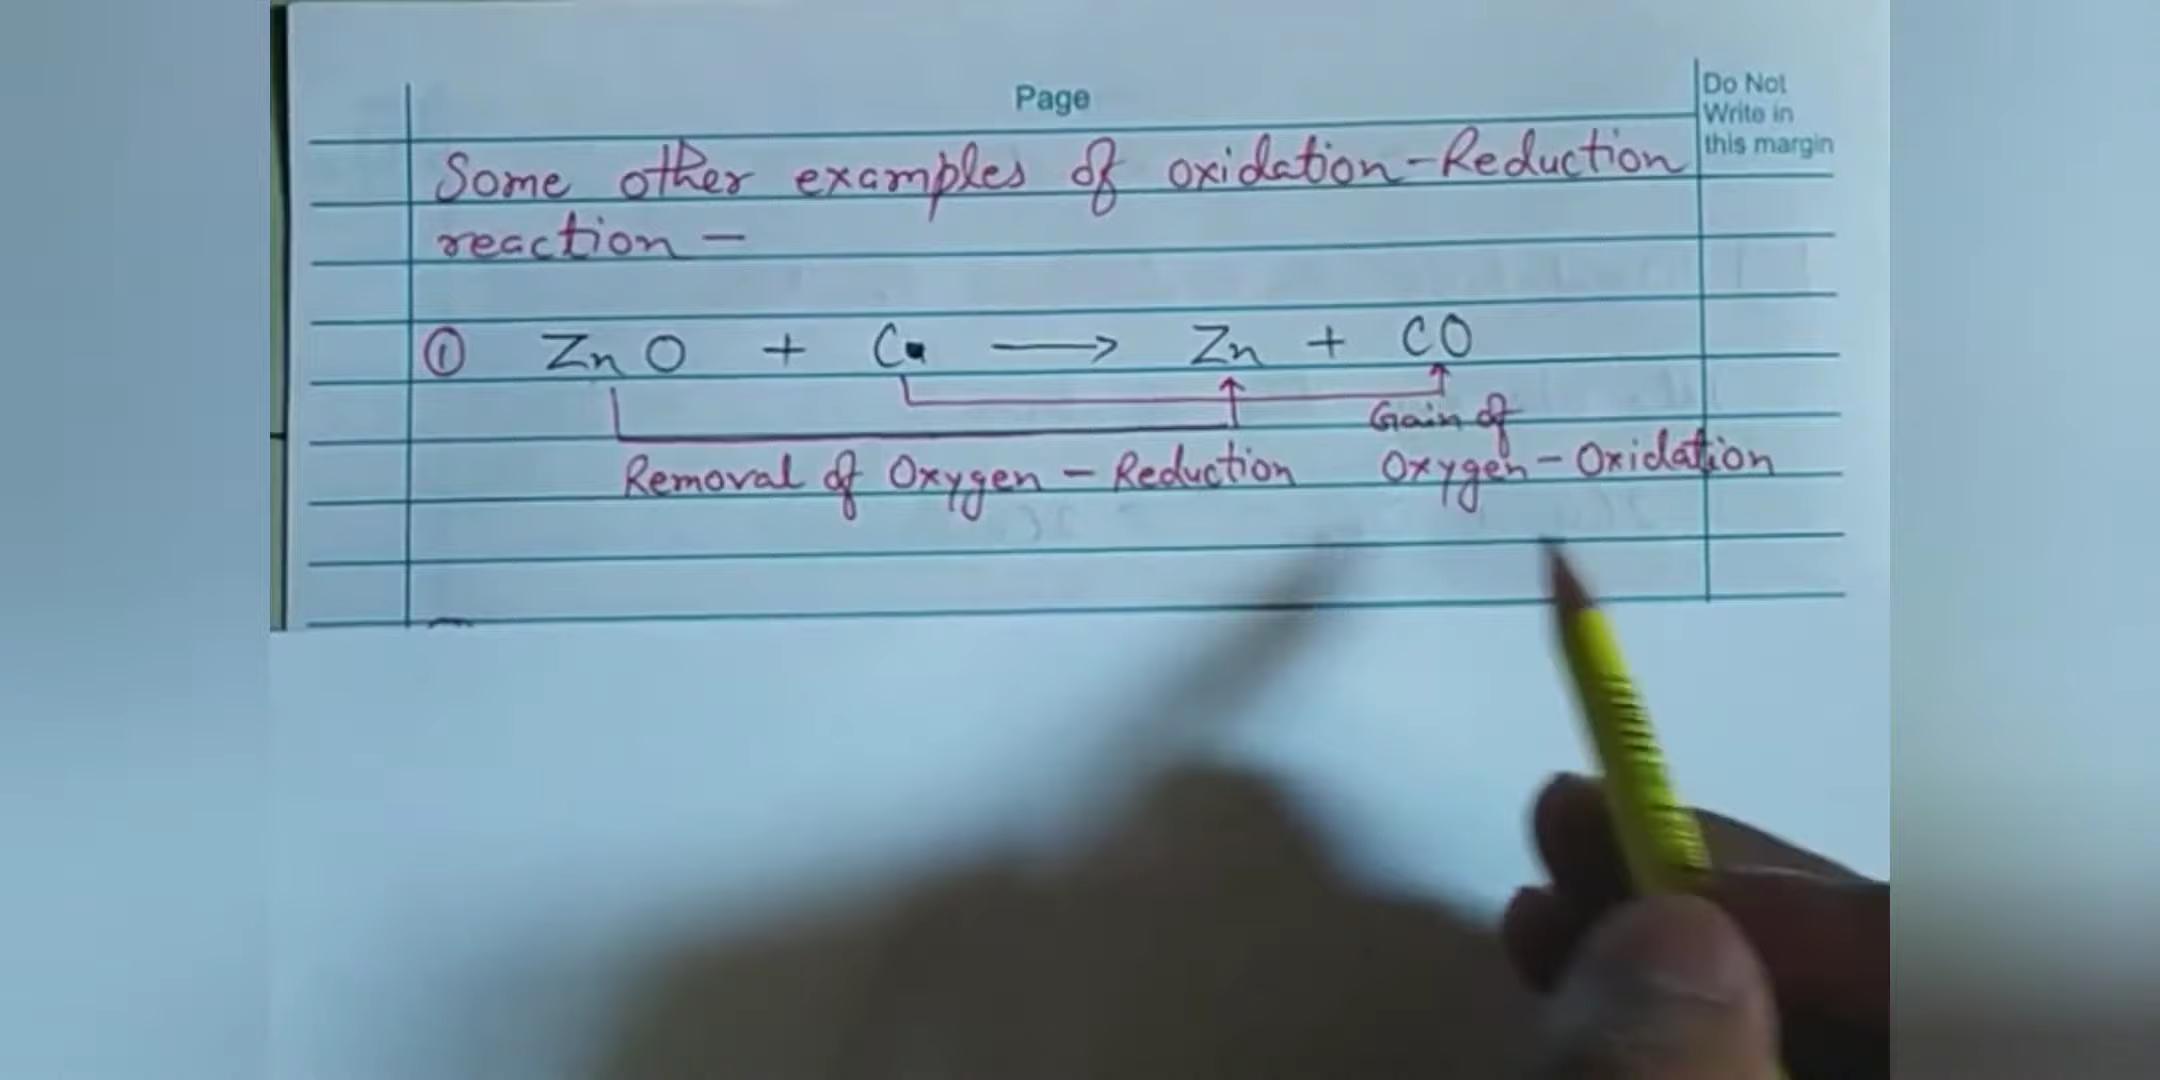 Page
Do Not
Write in
this margin
Some other examples of oxidation-Reduction
reaction -
① ZnO + C ⟶ Zn + CO
Gain of
Removal of Oxygen - Reduction Oxygen - Oxidation